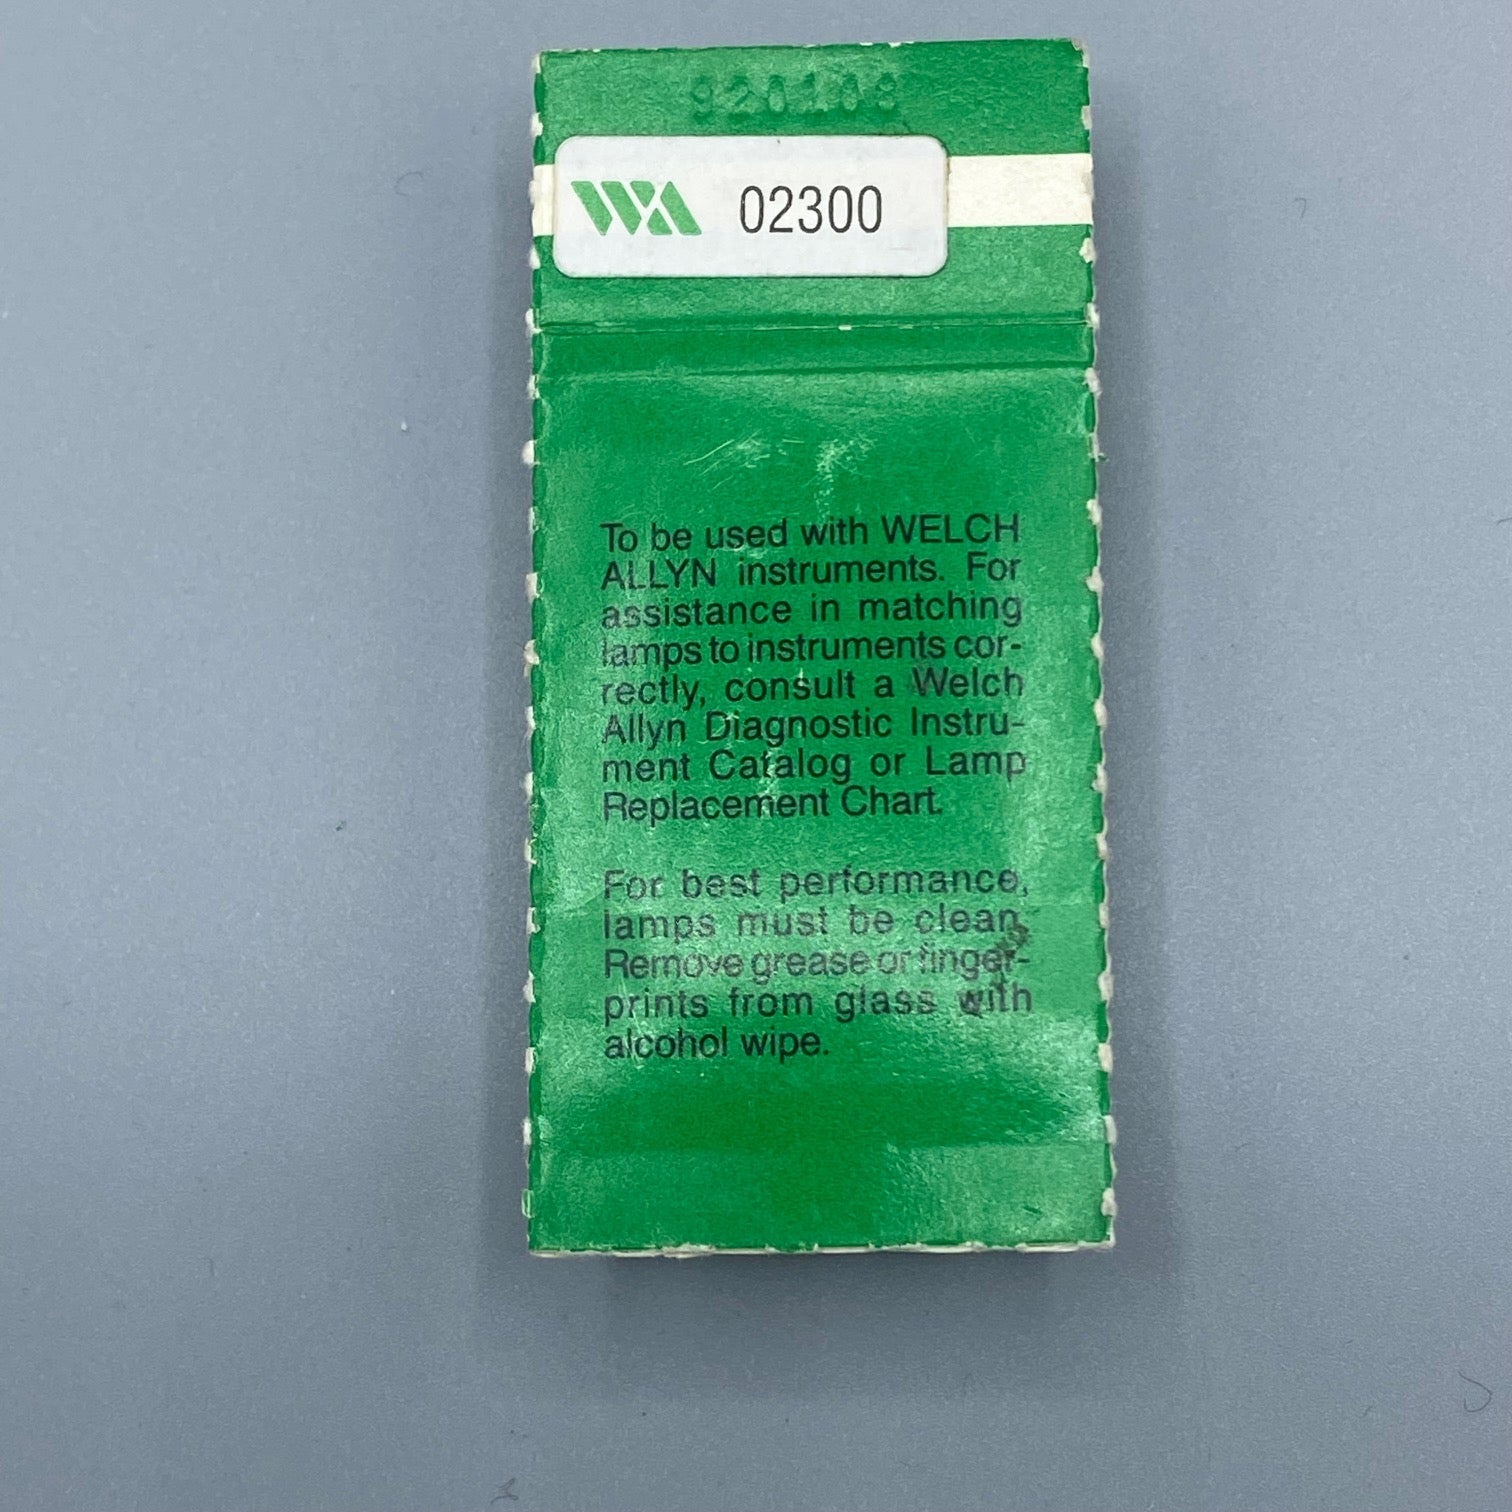 920108
WA 02300
To be used with WELCH
ALLYN instruments. For
assistance in matching
lamps to instruments cor-
rectly, consult a Welch
Allyn Diagnostic Instru-
ment Catalog or Lamp
Replacement Chart.
For best performance,
lamps must be clean.
Remove grease or finger-
prints from glass with
alcohol wipe.